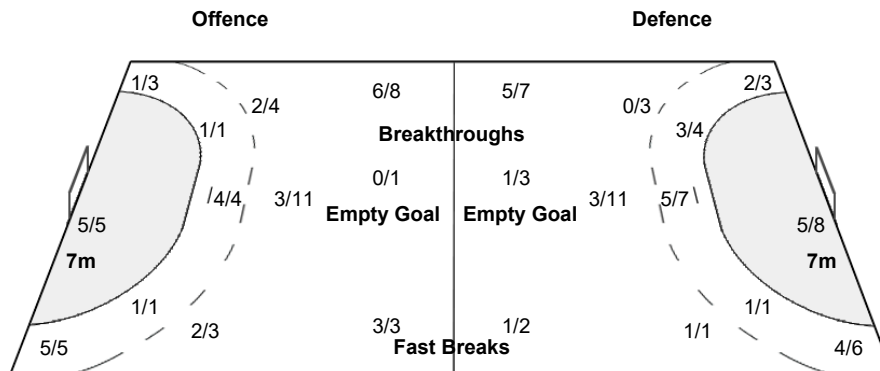 Offence Defence
1/3 6/8 5/7 2/3
2/4 0/3
1/1 Breakthroughs 3/4
0/1 1/3
4/4 3/11 3/11 5/7
Empty Goal Empty Goal
5/5 5/8
7m 7m
1/1 1/1
2/3 3/3 1/2 1/1
5/5 Fast Breaks 4/6